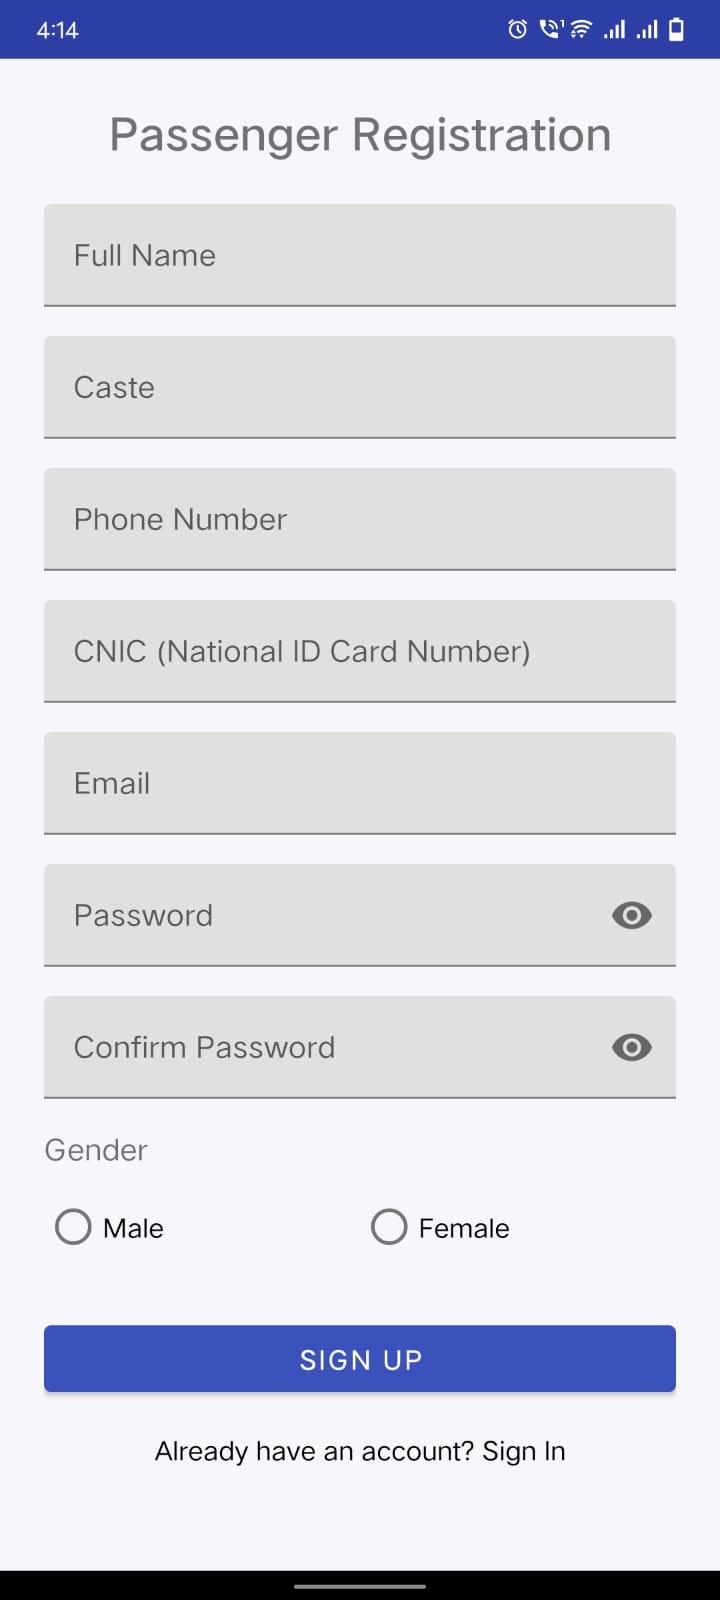 4:14
Passenger Registration
Full Name
Caste
Phone Number
CNIC (National ID Card Number)
Email
Password
Confirm Password
Gender
Male Female
SIGN UP
Already have an account? Sign In